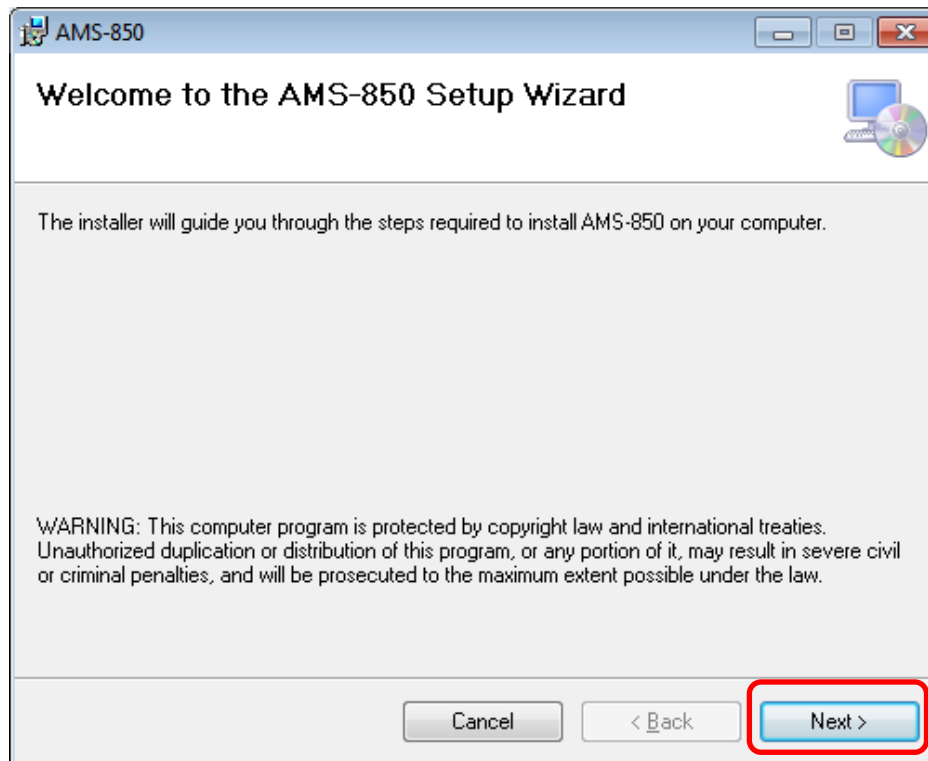 AMS-850
Welcome to the AMS-850 Setup Wizard
The installer will guide you through the steps required to install AMS-850 on your computer.
WARNING: This computer program is protected by copyright law and international treaties.
Unauthorized duplication or distribution of this program, or any portion of it, may result in severe civil
or criminal penalties, and will be prosecuted to the maximum extent possible under the law.
Cancel
< Back
Next >